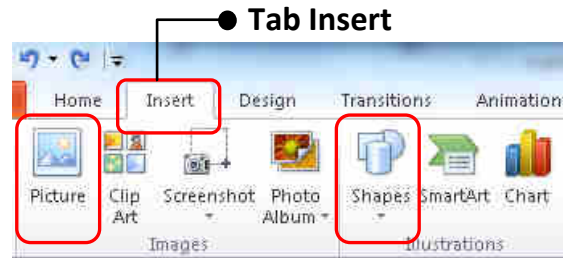 Tab Insert
Home Insert Design Transitions Animation
Picture Clip Art Screenshot Photo Album Shapes SmartArt Chart
Images Illustrations